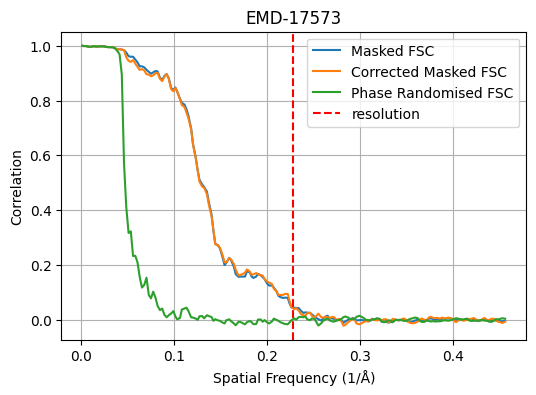 EMD-17573
Masked FSC
Corrected Masked FSC
Phase Randomised FSC
resolution
Correlation
1.0
0.8
0.6
0.4
0.2
0.0
0.0 0.1 0.2 0.3 0.4
Spatial Frequency (1/Å)